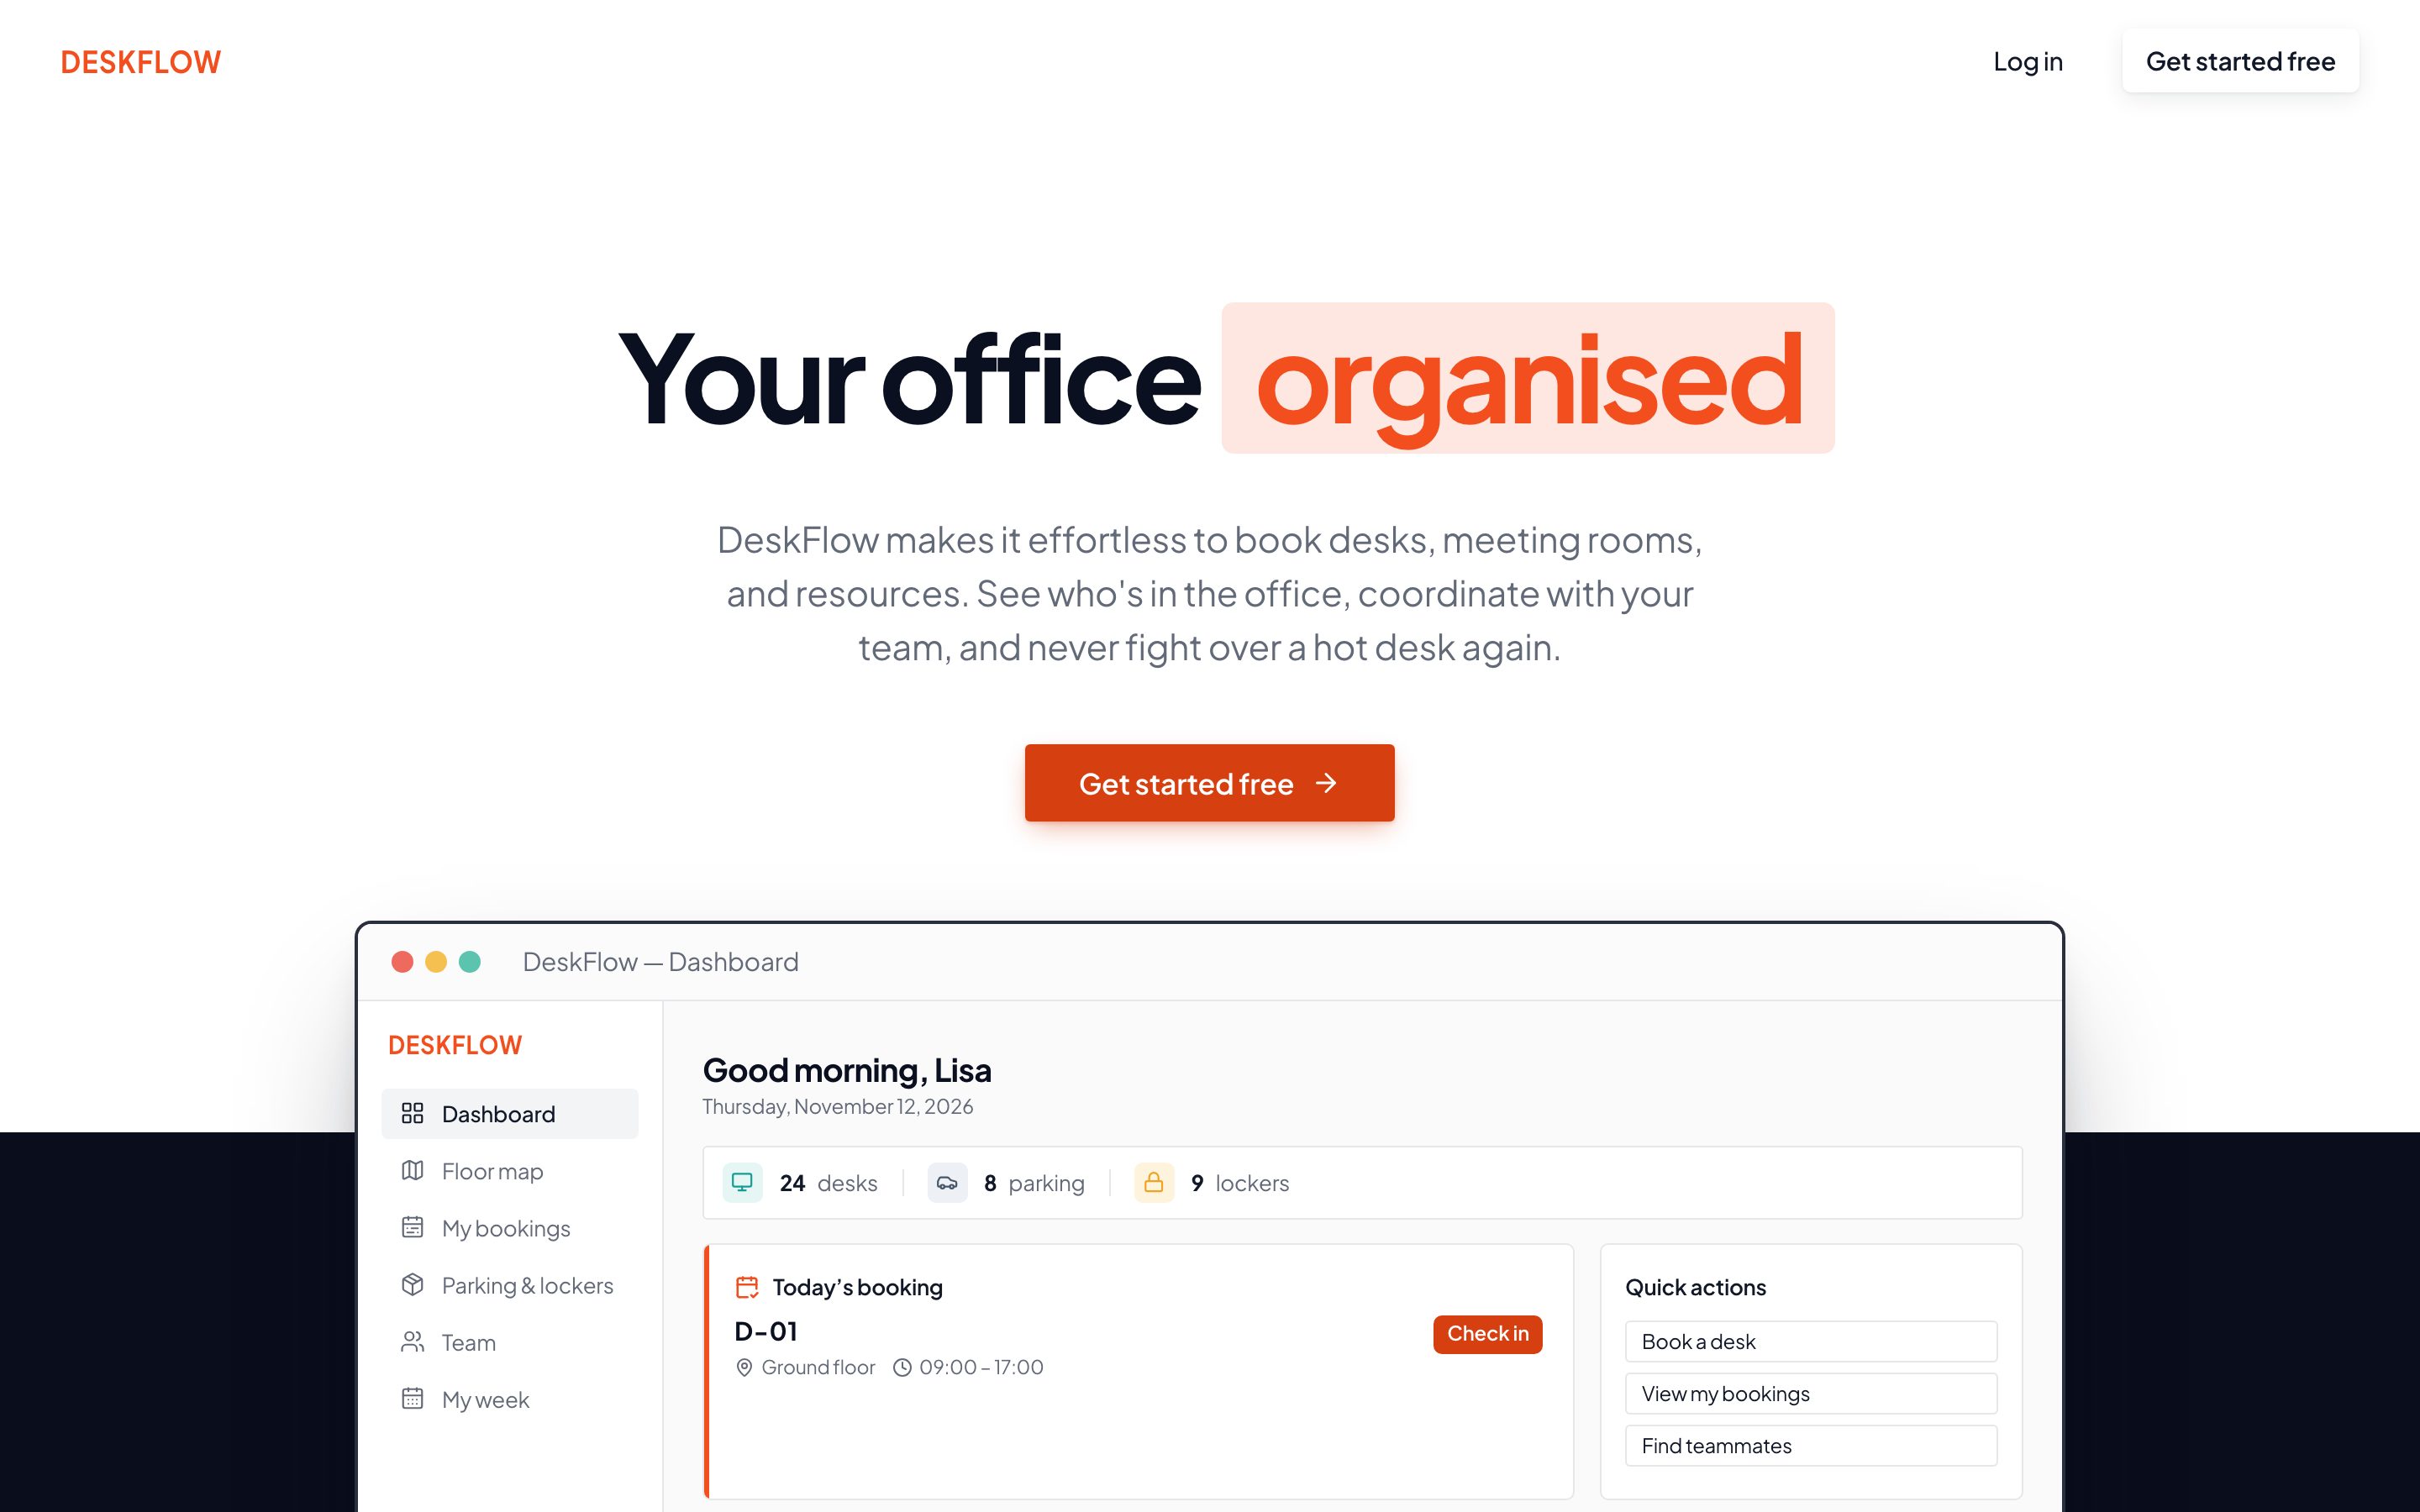 DESKFLOW
Log in
Get started free
Your office organised
DeskFlow makes it effortless to book desks, meeting rooms,
and resources. See who's in the office, coordinate with your
team, and never fight over a hot desk again.
Get started free
DeskFlow — Dashboard
DESKFLOW
Dashboard
Floor map
My bookings
Parking & lockers
Team
My week
Good morning, Lisa
Thursday, November 12, 2026
24 desks
8 parking
9 lockers
Today’s booking
D-01
Ground floor
09:00 – 17:00
Check in
Quick actions
Book a desk
View my bookings
Find teammates